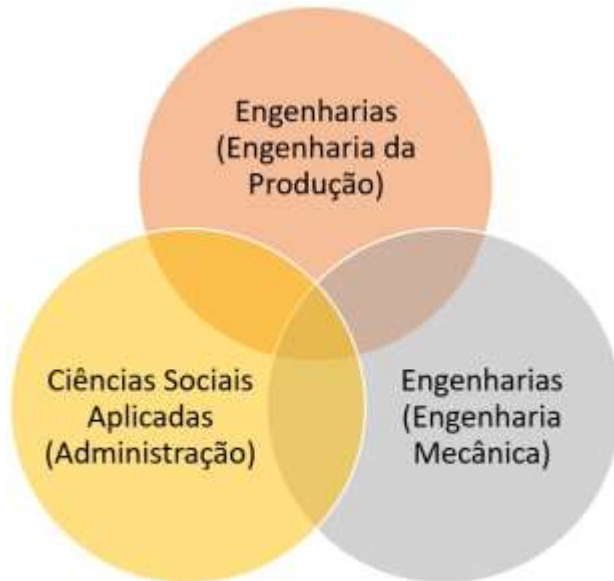 Engenharias
(Engenharia da
Produção)
Ciências Sociais
Aplicadas
(Administração)
Engenharias
(Engenharia
Mecânica)